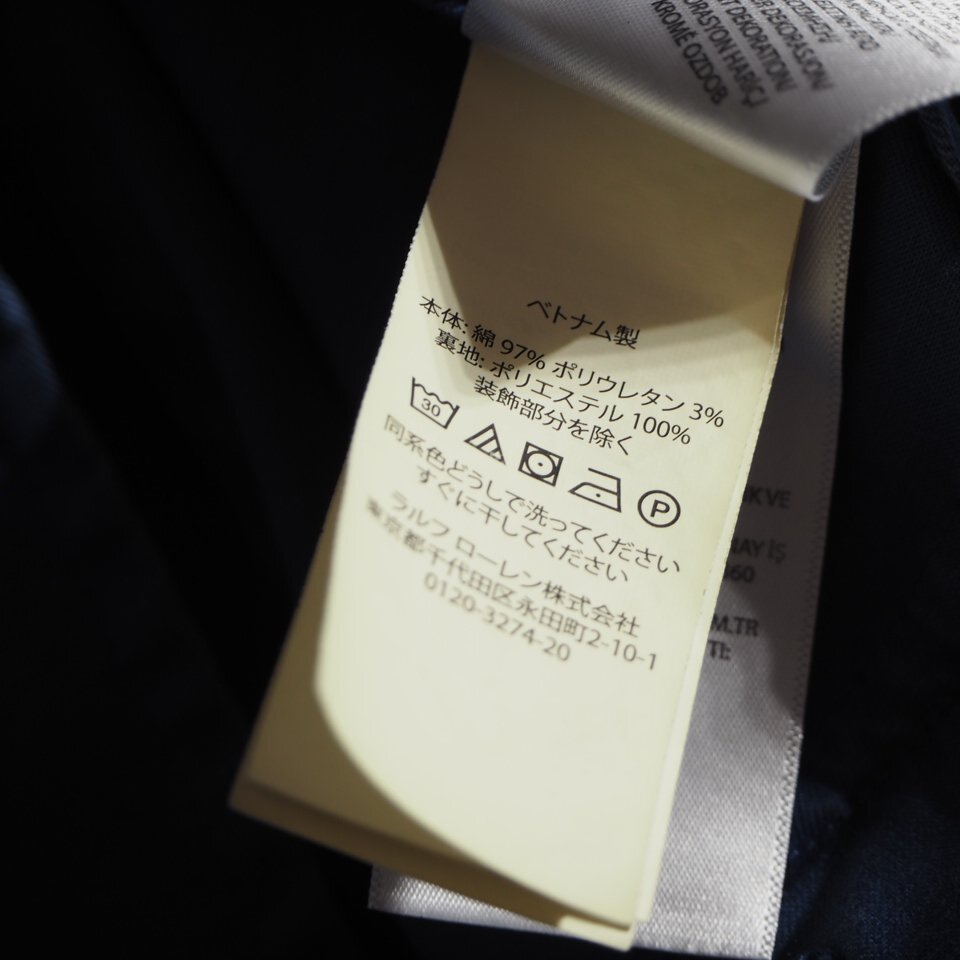 T DEKORATION/
KROMĚ OZDOB
ベトナム製
本体: 綿 97% ポリウレタン 3%
裏地: ポリエステル 100%
装飾部分を除く
30
P
同系色どうしで洗ってください
すぐに干してください
ラルフ ローレン株式会社
東京都千代田区永田町2-10-1
0120-3274-20
VE
İŞ
M.TR
TI: